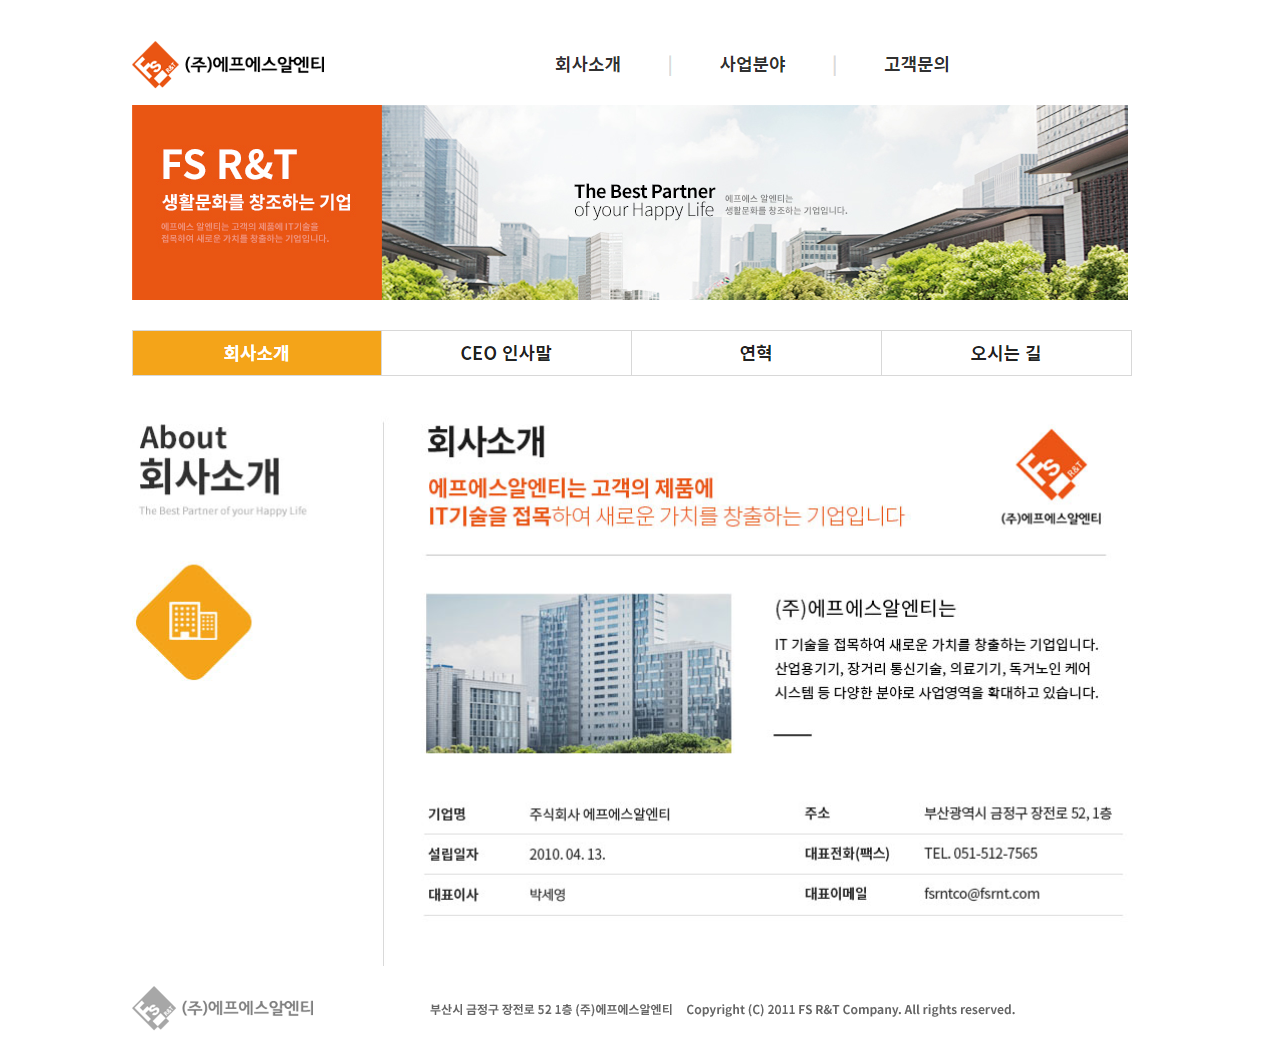 FS R&T
(주)에프에스알엔티
회사소개
사업분야
고객문의
FS R&T
생활문화를 창조하는 기업
에프에스 알엔티는 고객의 제품에 IT기술을
접목하여 새로운 가치를 창출하는 기업입니다.
The Best Partner
of your Happy Life
에프에스 알엔티는
생활문화를 창조하는 기업입니다.
회사소개
CEO 인사말
연혁
오시는 길
About
회사소개
The Best Partner of your Happy Life
회사소개
에프에스알엔티는 고객의 제품에
IT기술을 접목하여 새로운 가치를 창출하는 기업입니다
FS R&T
(주)에프에스알엔티
(주)에프에스알엔티는
IT 기술을 접목하여 새로운 가치를 창출하는 기업입니다.
산업용기기, 장거리 통신기술, 의료기기, 독거노인 케어
시스템 등 다양한 분야로 사업영역을 확대하고 있습니다.
기업명 주식회사 에프에스알엔티 주소 부산광역시 금정구 장전로 52, 1층
설립일자 2010. 04. 13. 대표전화(팩스) TEL. 051-512-7565
대표이사 박세영 대표이메일 fsrntco@fsrnt.com
FS R&T
(주)에프에스알엔티
부산시 금정구 장전로 52 1층 (주)에프에스알엔티 Copyright (C) 2011 FS R&T Company. All rights reserved.